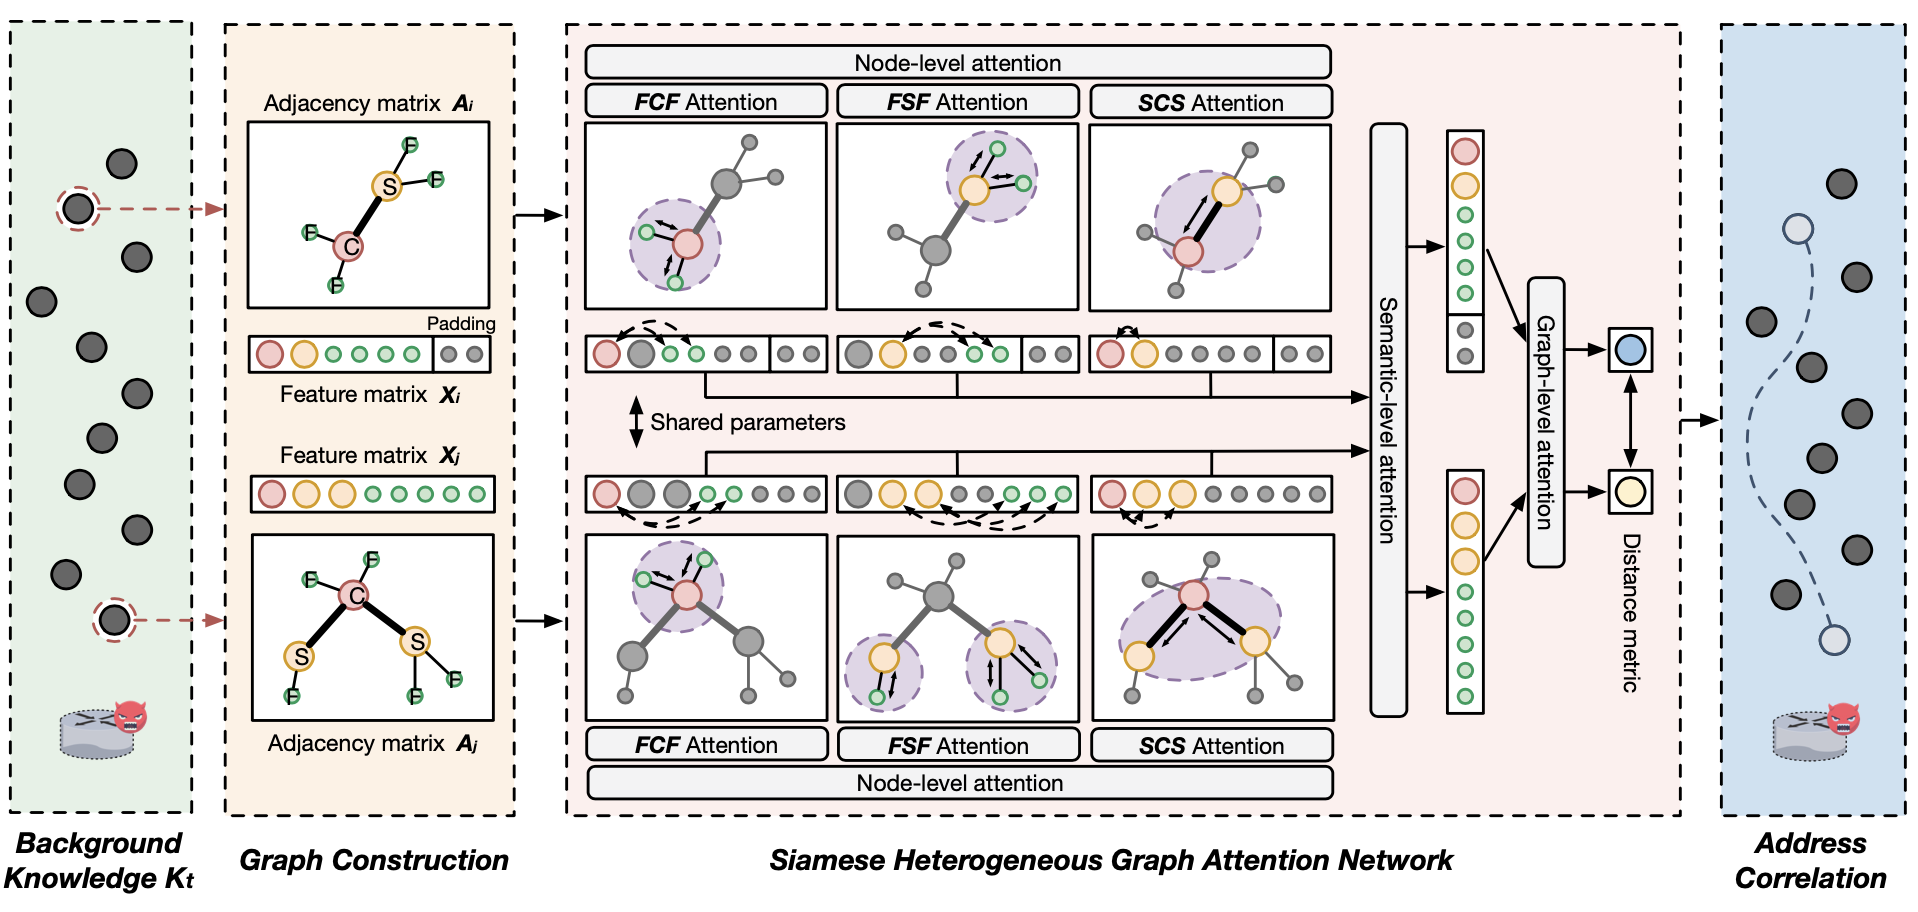 Adjacency matrix Ai
S
F
F
F
C
F
Padding
Feature matrix Xi
Feature matrix Xj
F
F
C
S
S
F
F
F
Adjacency matrix Aj
Node-level attention
FCF Attention
FSF Attention
SCS Attention
Shared parameters
FCF Attention
FSF Attention
SCS Attention
Node-level attention
Semantic-level attention
Graph-level attention
Distance metric
Background
Knowledge Kt
Graph Construction
Siamese Heterogeneous Graph Attention Network
Address
Correlation